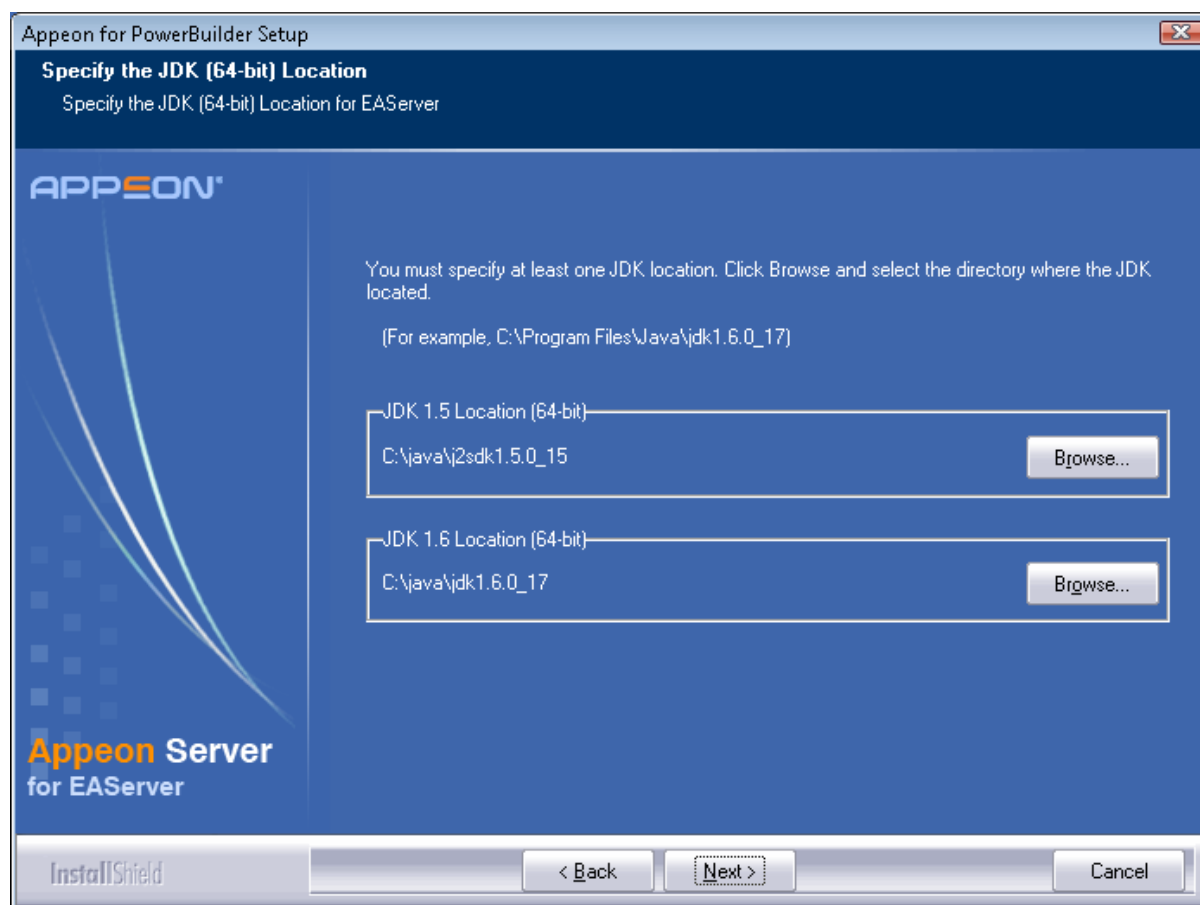 Appeon for PowerBuilder Setup
Specify the JDK (64-bit) Location
Specify the JDK (64-bit) Location for EAServer
APPEON
You must specify at least one JDK location. Click Browse and select the directory where the JDK
located.
(For example, C:\Program Files\Java\jdk1.6.0_17)
JDK 1.5 Location (64-bit)
C:\java\j2sdk1.5.0_15
Browse...
JDK 1.6 Location (64-bit)
C:\java\jdk1.6.0_17
Browse...
Appeon Server
for EAServer
InstallShield
< Back
Next >
Cancel